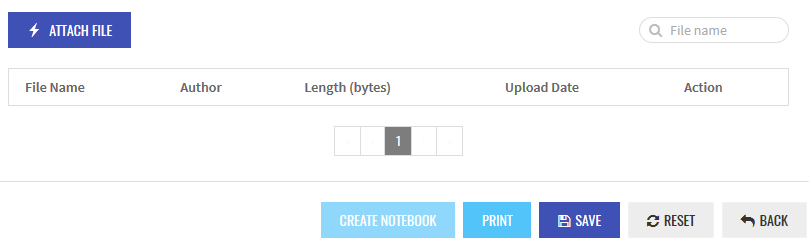 ATTACH FILE
File name
File Name Author Length (bytes) Upload Date Action
1
CREATE NOTEBOOK PRINT SAVE RESET BACK